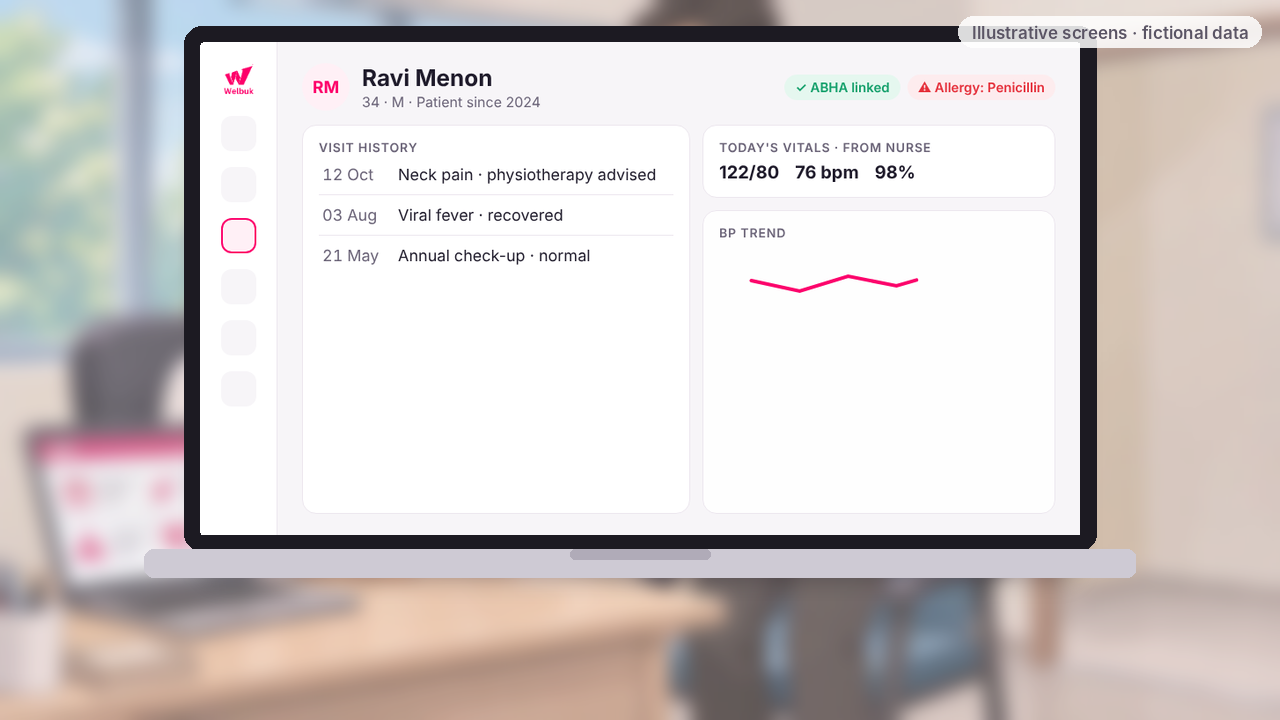 Illustrative screens · fictional data
Welbuk
RM
Ravi Menon
34 · M · Patient since 2024
✓ ABHA linked
⚠ Allergy: Penicillin
VISIT HISTORY
12 Oct Neck pain · physiotherapy advised
03 Aug Viral fever · recovered
21 May Annual check-up · normal
TODAY'S VITALS · FROM NURSE
122/80 76 bpm 98%
BP TREND